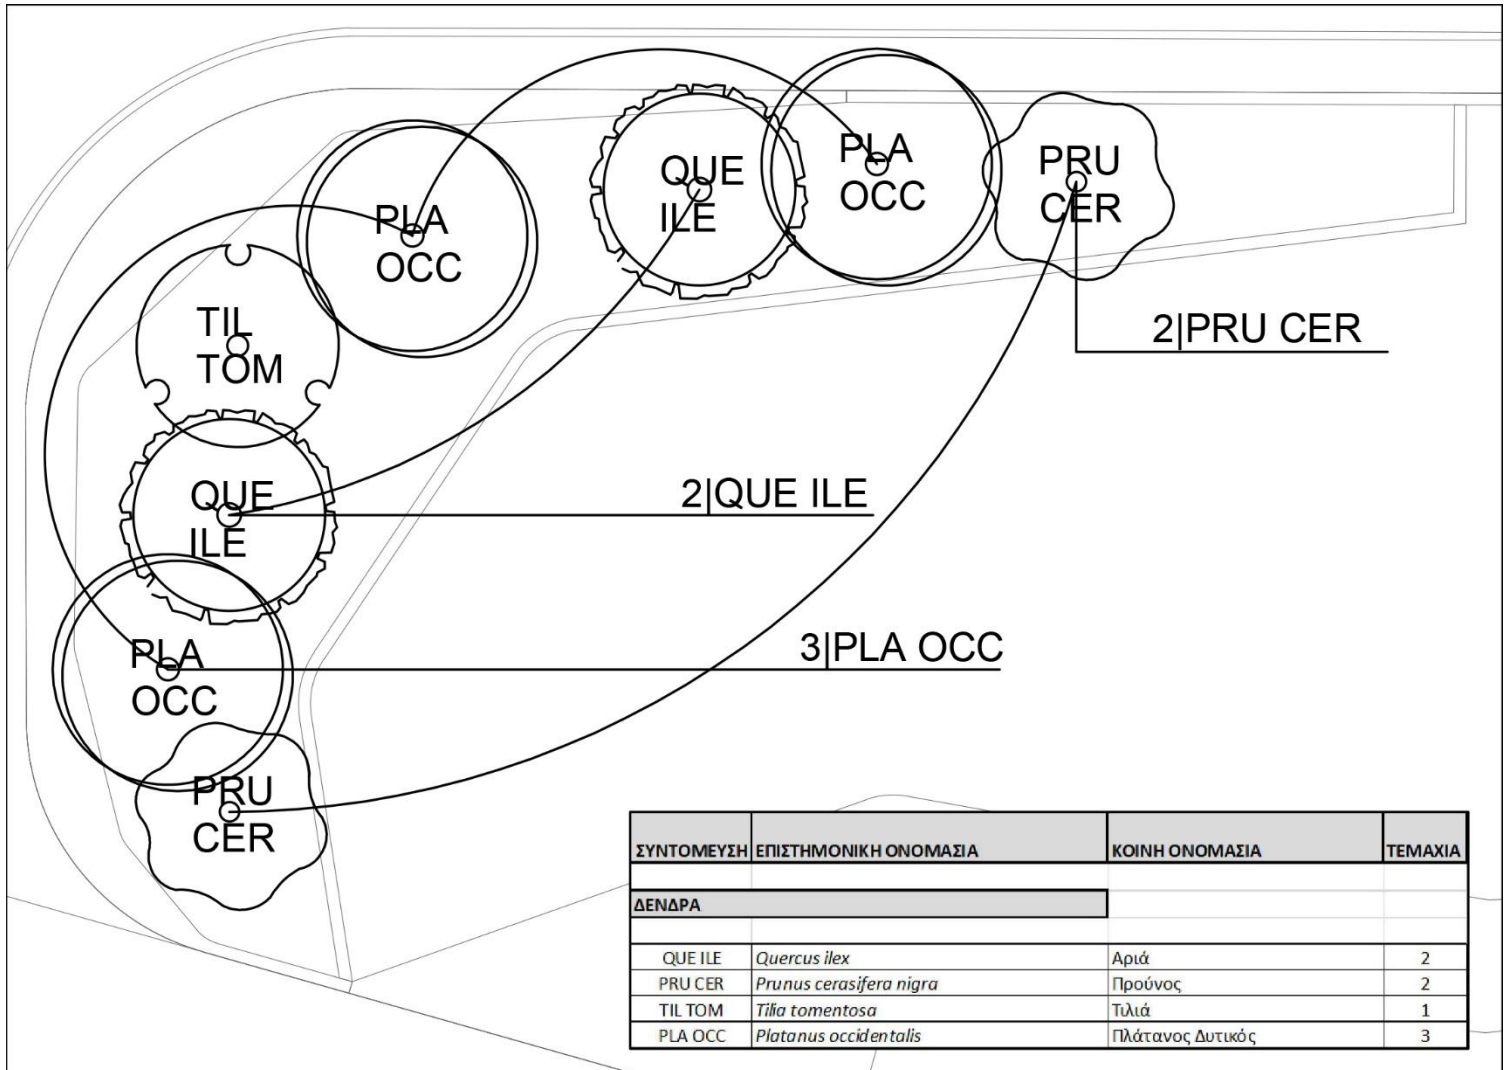 PLA
OCC
QUE
ILE
PLA
OCC
PRU
CER
TIL
TOM
2|PRU CER
QUE
ILE
2|QUE ILE
PLA
OCC
3|PLA OCC
PRU
CER
ΣΥΝΤΟΜΕΥΣΗ ΕΠΙΣΤΗΜΟΝΙΚΗ ΟΝΟΜΑΣΙΑ ΚΟΙΝΗ ΟΝΟΜΑΣΙΑ ΤΕΜΑΧΙΑ
ΔΕΝΔΡΑ
QUE ILE Quercus ilex Αριά 2
PRU CER Prunus cerasifera nigra Προύνος 2
TIL TOM Tilia tomentosa Τιλιά 1
PLA OCC Platanus occidentalis Πλάτανος Δυτικός 3